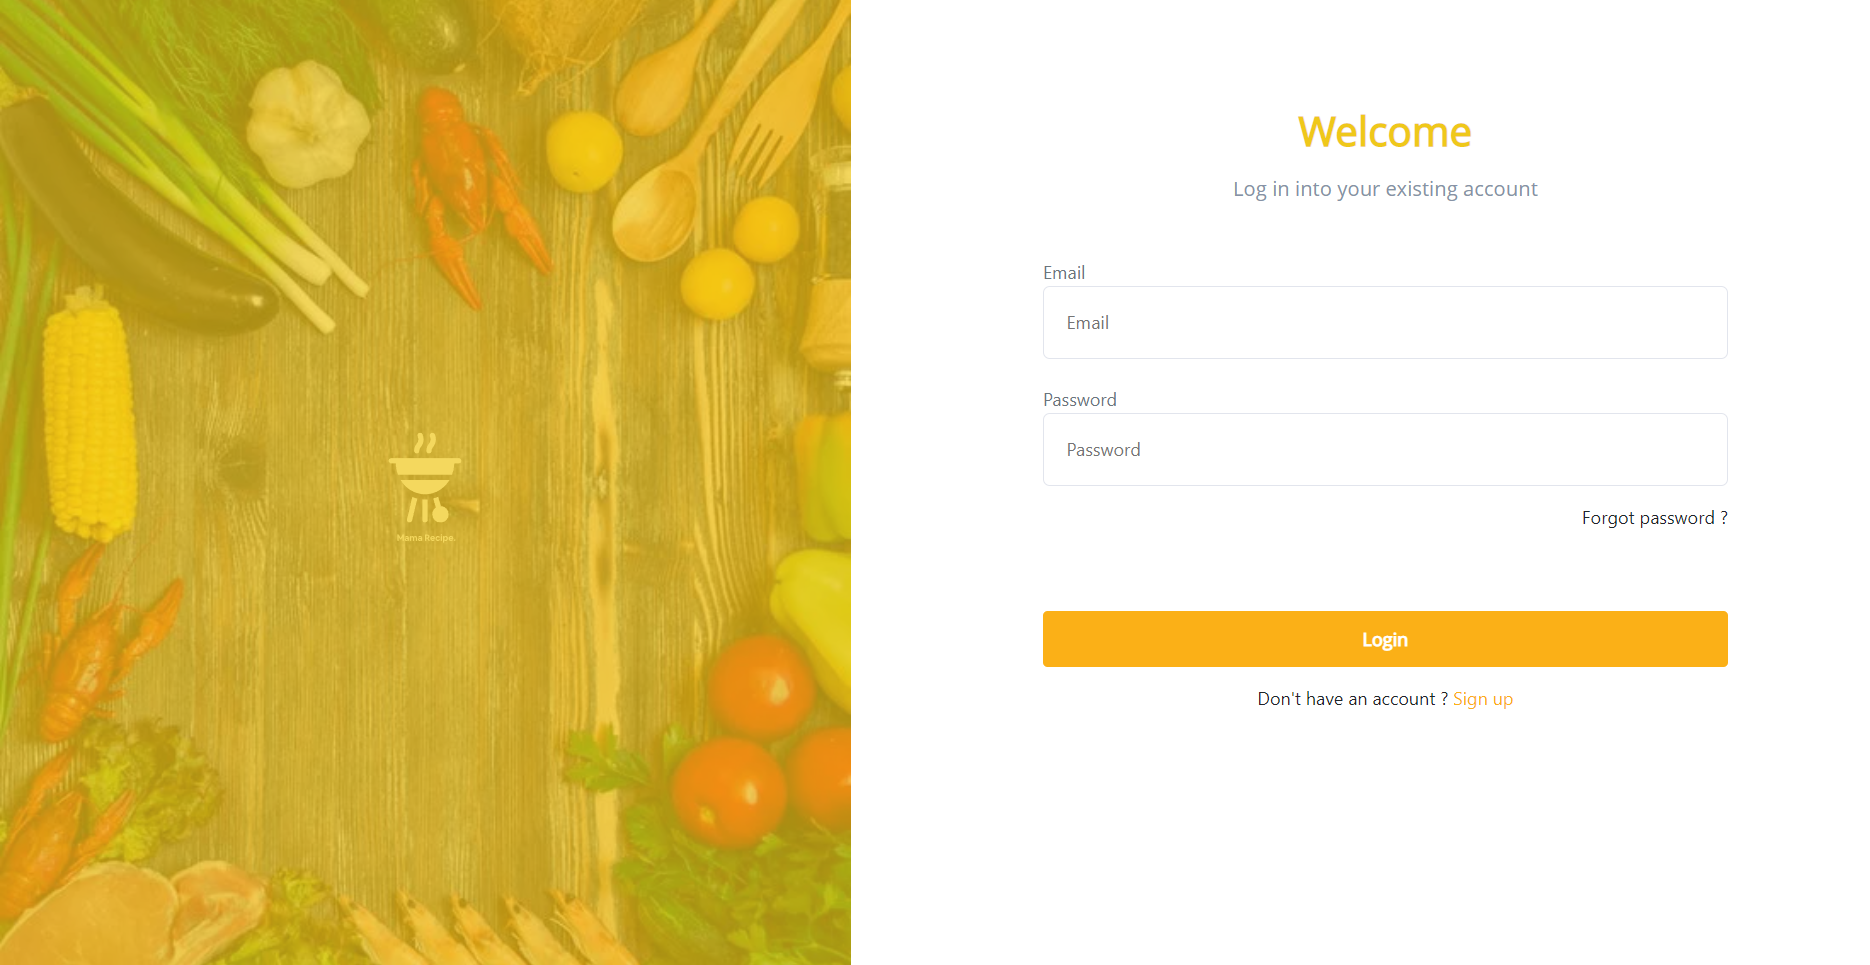 Mama Recipe.
Welcome
Log in into your existing account
Email
Email
Password
Password
Forgot password ?
Login
Don't have an account ? Sign up